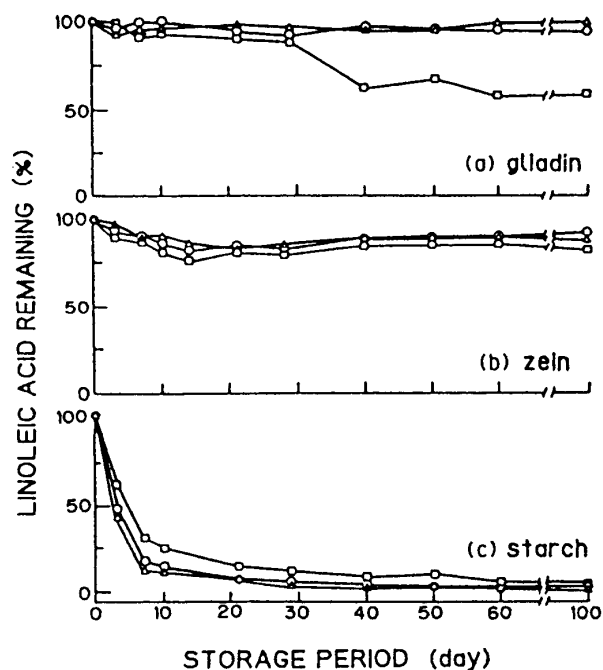 LINOLEIC ACID REMAINING (%)
100
50
0
(a) gliadin
100
50
0
(b) zein
100
50
0
(c) starch
0 10 20 30 40 50 60 100
STORAGE PERIOD (day)